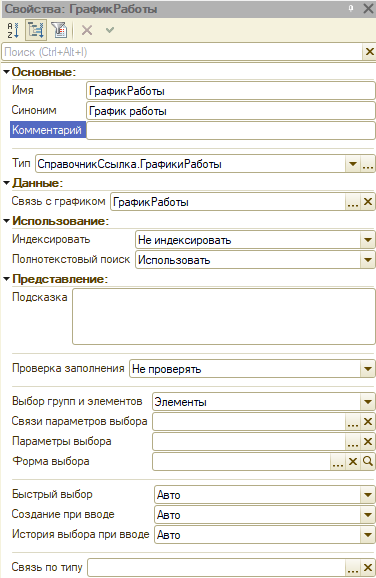 Свойства: ГрафикРаботы
Поиск (Ctrl+Alt+I)
Основные:
Имя ГрафикРаботы
Синоним График работы
Комментарий
Тип СправочникСсылка.ГрафикиРаботы
Данные:
Связь с графиком ГрафикРаботы
Использование:
Индексировать Не индексировать
Полнотекстовый поиск Использовать
Представление:
Подсказка
Проверка заполнения Не проверять
Выбор групп и элементов Элементы
Связи параметров выбора
Параметры выбора
Форма выбора
Быстрый выбор Авто
Создание при вводе Авто
История выбора при вводе Авто
Связь по типу